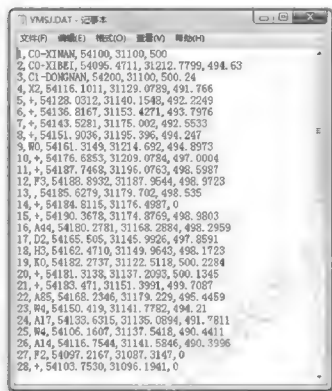 YMSJ.DAT - 记事本
文件(F) 编辑(E) 格式(O) 查看(V) 帮助(H)
1, C0-XINAN, 54100, 31100, 500
2, C0-XIBEI, 54095.4711, 31212.7799, 494.63
3, C1-DONGNAN, 54200, 31100, 500.24
4, X2, 54116.1011, 31129.0789, 491.766
5, +, 54128.0312, 31140.1548, 492.2249
6, +, 54136.8167, 31153.4271, 493.7976
7, +, 54143.5281, 31175.002, 492.5533
8, +, 54151.9036, 31195.396, 494.247
9, W0, 54161.3149, 31214.692, 494.8973
10, +, 54176.6853, 31209.0784, 497.0004
11, +, 54187.7468, 31196.0763, 498.5987
12, F3, 54188.8932, 31187.9544, 498.9723
13, , 54185.6279, 31179.702, 498.535
14, +, 54184.8115, 31176.4987, 0
15, +, 54190.3678, 31174.8769, 498.9803
16, A44, 54180.2781, 31168.2884, 498.2959
17, D2, 54165.505, 31145.9926, 497.8591
18, H3, 54162.4710, 31149.9643, 498.1723
19, K0, 54182.2737, 31122.5118, 500.2284
20, +, 54181.3138, 31137.2093, 500.1345
21, +, 54183.471, 31151.3991, 499.7087
22, A85, 54168.2346, 31179.229, 495.4459
23, W4, 54150.419, 31141.7782, 494.21
24, A17, 54133.6315, 31135.0894, 491.7811
25, W4, 54106.1607, 31137.5418, 490.4411
26, A14, 54116.7544, 31141.5846, 490.3996
27, F2, 54097.2167, 31087.3147, 0
28, +, 54103.7530, 31096.1941, 0